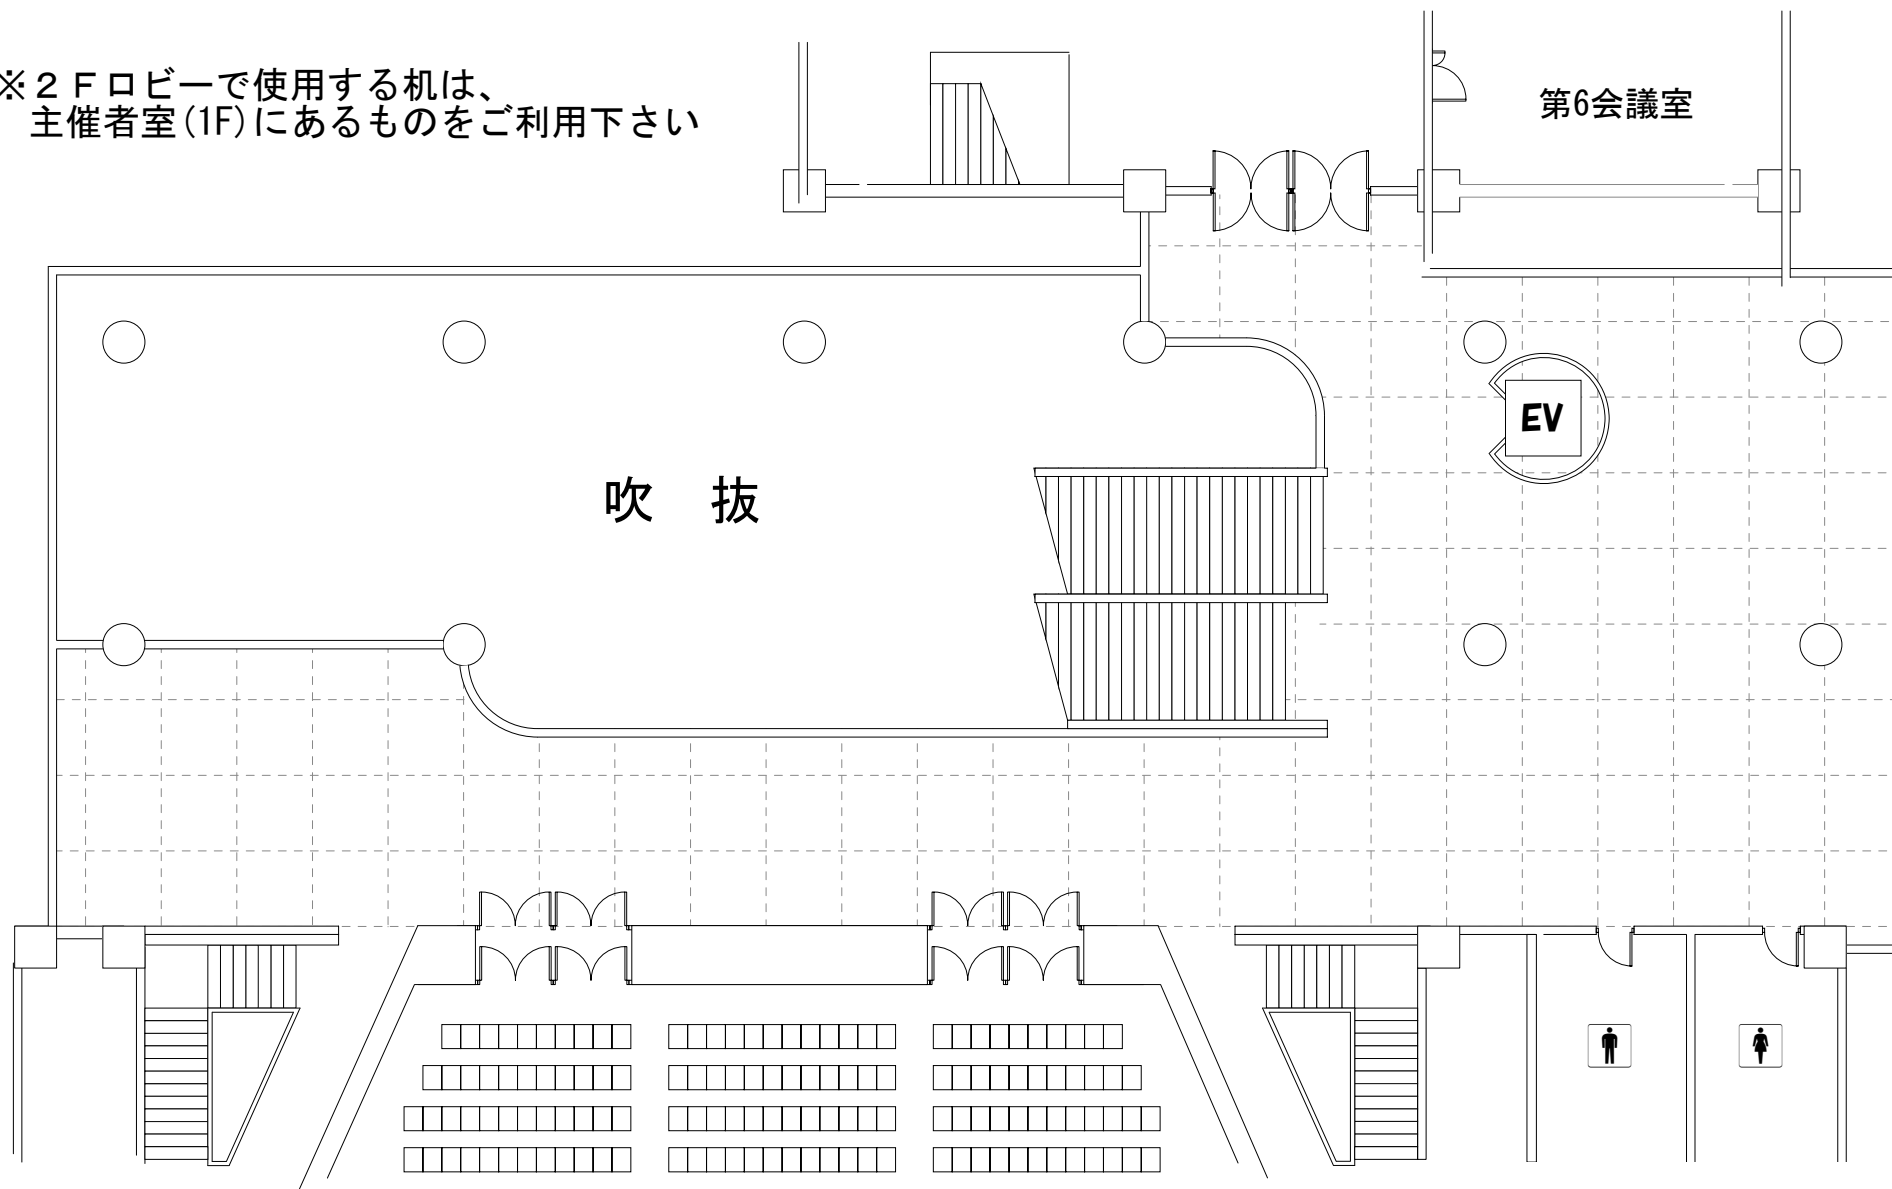 ※２Ｆロビーで使用する机は、
主催者室(1F)にあるものをご利用下さい
第6会議室
EV
吹　抜